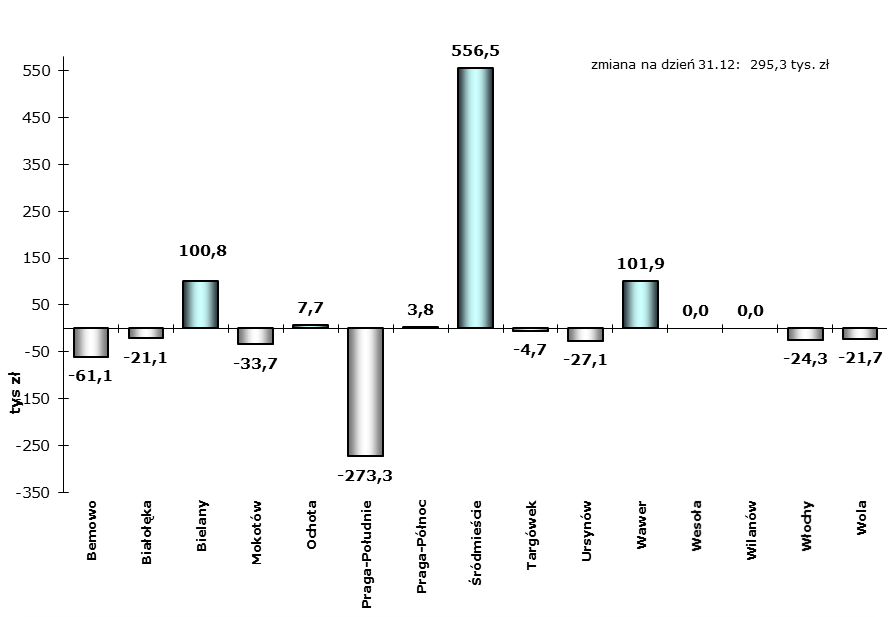 556,5
zmiana na dzień 31.12: 295,3 tys. zł
550
450
350
250
150
50
-50
-150
-250
-350
tys zł
-61,1
-21,1
100,8
-33,7
7,7
-273,3
3,8
-4,7
-27,1
101,9
0,0
0,0
-24,3
-21,7
Bemowo
Białołęka
Bielany
Mokotów
Ochota
Praga-Południe
Praga-Północ
Śródmieście
Targówek
Ursynów
Wawer
Wesoła
Wilanów
Włochy
Wola